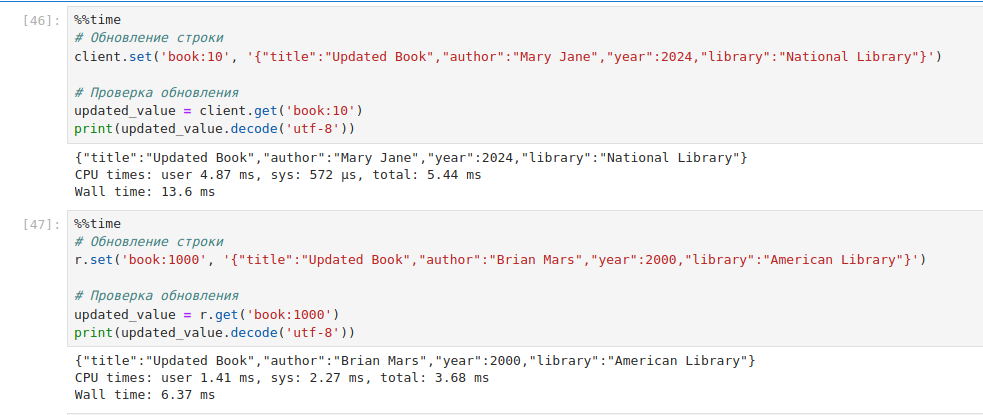 [46]:
%%time
# Обновление строки
client.set('book:10', '{"title":"Updated Book","author":"Mary Jane","year":2024,"library":"National Library"}')
# Проверка обновления
updated_value = client.get('book:10')
print(updated_value.decode('utf-8'))
{"title":"Updated Book","author":"Mary Jane","year":2024,"library":"National Library"}
CPU times: user 4.87 ms, sys: 572 µs, total: 5.44 ms
Wall time: 13.6 ms
[47]:
%%time
# Обновление строки
r.set('book:1000', '{"title":"Updated Book","author":"Brian Mars","year":2000,"library":"American Library"}')
# Проверка обновления
updated_value = r.get('book:1000')
print(updated_value.decode('utf-8'))
{"title":"Updated Book","author":"Brian Mars","year":2000,"library":"American Library"}
CPU times: user 1.41 ms, sys: 2.27 ms, total: 3.68 ms
Wall time: 6.37 ms